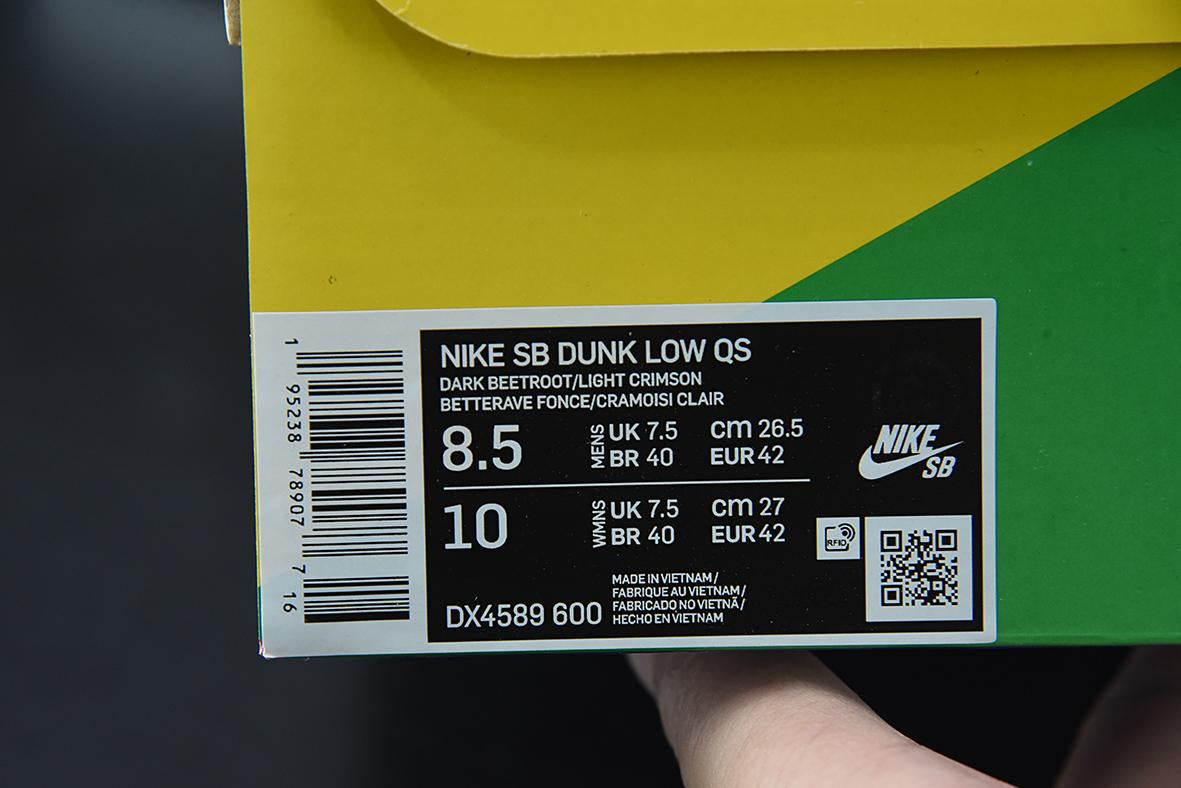 NIKE SB DUNK LOW QS
DARK BEETROOT/LIGHT CRIMSON
BETTERAVE FONCE/CRAMOISI CLAIR
8.5 MENS UK 7.5 cm 26.5
BR 40 EUR 42
10 WMNS UK 7.5 cm 27
BR 40 EUR 42
NIKE
SB
RFID
MADE IN VIETNAM/
FABRIQUE AU VIETNAM/
FABRICADO NO VIETNÃ/
HECHO EN VIETNAM
DX4589 600
1 95238 78907 7 16